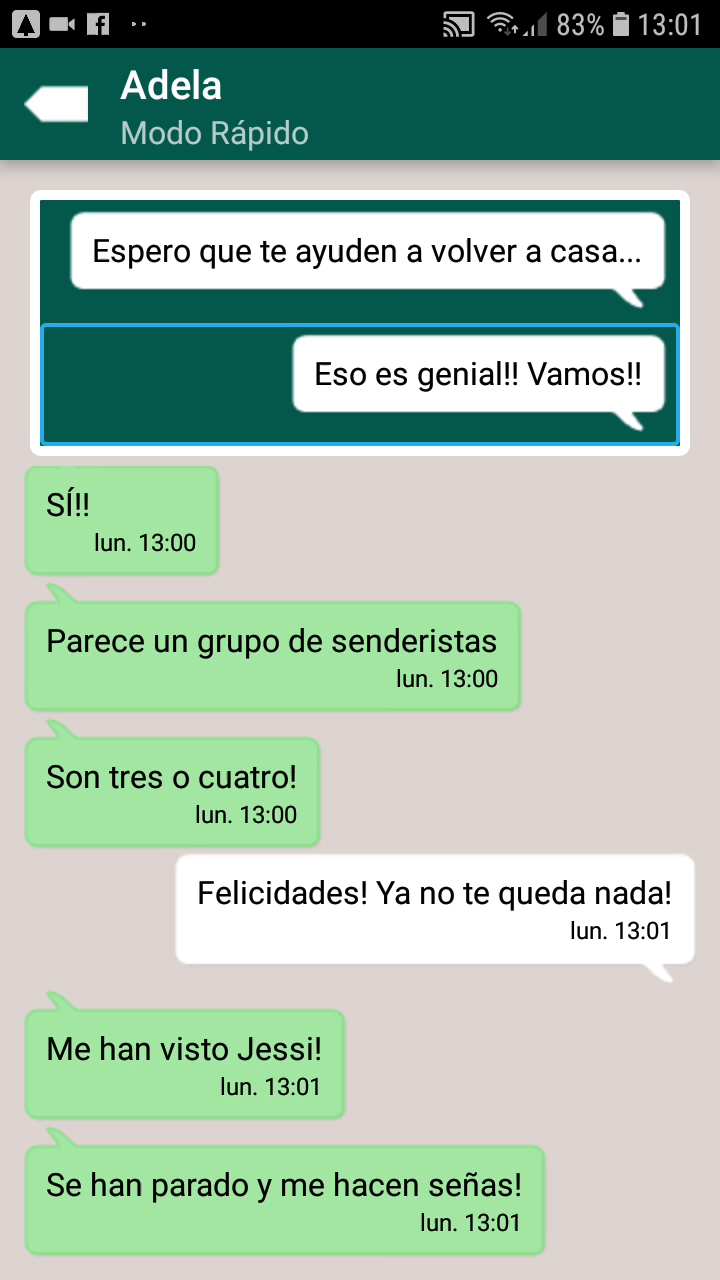 83% 13:01
Adela
Modo Rápido
Espero que te ayuden a volver a casa...
Eso es genial!! Vamos!!
SÍ!!
lun. 13:00
Parece un grupo de senderistas
lun. 13:00
Son tres o cuatro!
lun. 13:00
Felicidades! Ya no te queda nada!
lun. 13:01
Me han visto Jessi!
lun. 13:01
Se han parado y me hacen señas!
lun. 13:01